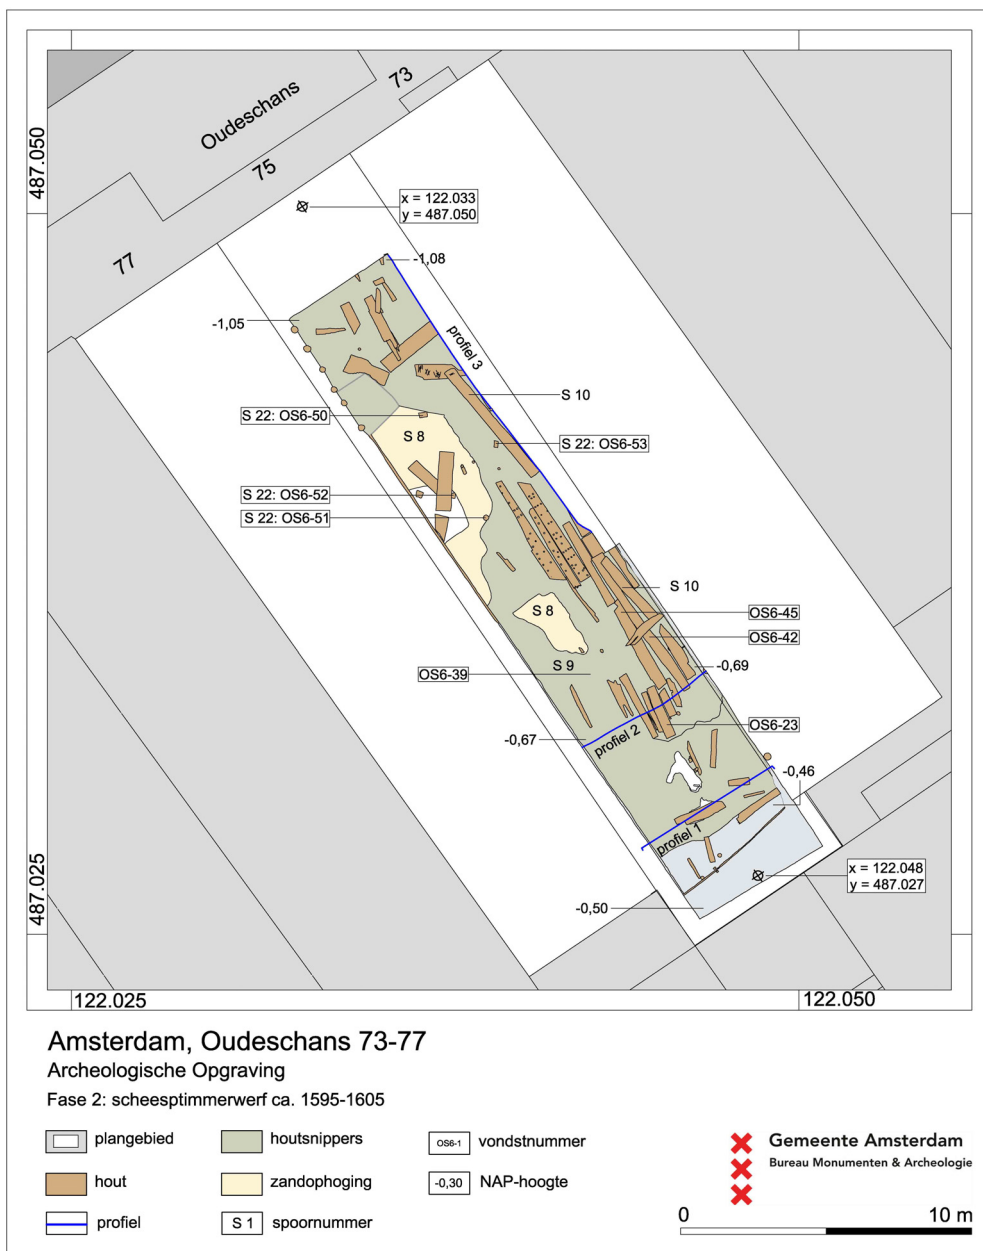 487.050
Oudeschans
73
75
77
x = 122.033
y = 487.050
-1,08
-1,05
profiel 3
S 10
S 22: OS6-50
S 8
S 22: OS6-53
S 22: OS6-52
S 22: OS6-51
S 10
S 8
OS6-45
OS6-42
S 9
OS6-39
-0,69
OS6-23
-0,67
profiel 2
-0,46
profiel 1
x = 122.048
y = 487.027
487.025
-0,50
122.025
122.050
Amsterdam, Oudeschans 73-77
Archeologische Opgraving
Fase 2: scheesptimmerwerf ca. 1595-1605
plangebied
houtsnippers
OS6-1 vondstnummer
hout
zandophoging
-0,30 NAP-hoogte
profiel
S 1 spoornummer
Gemeente Amsterdam
Bureau Monumenten & Archeologie
0 10 m